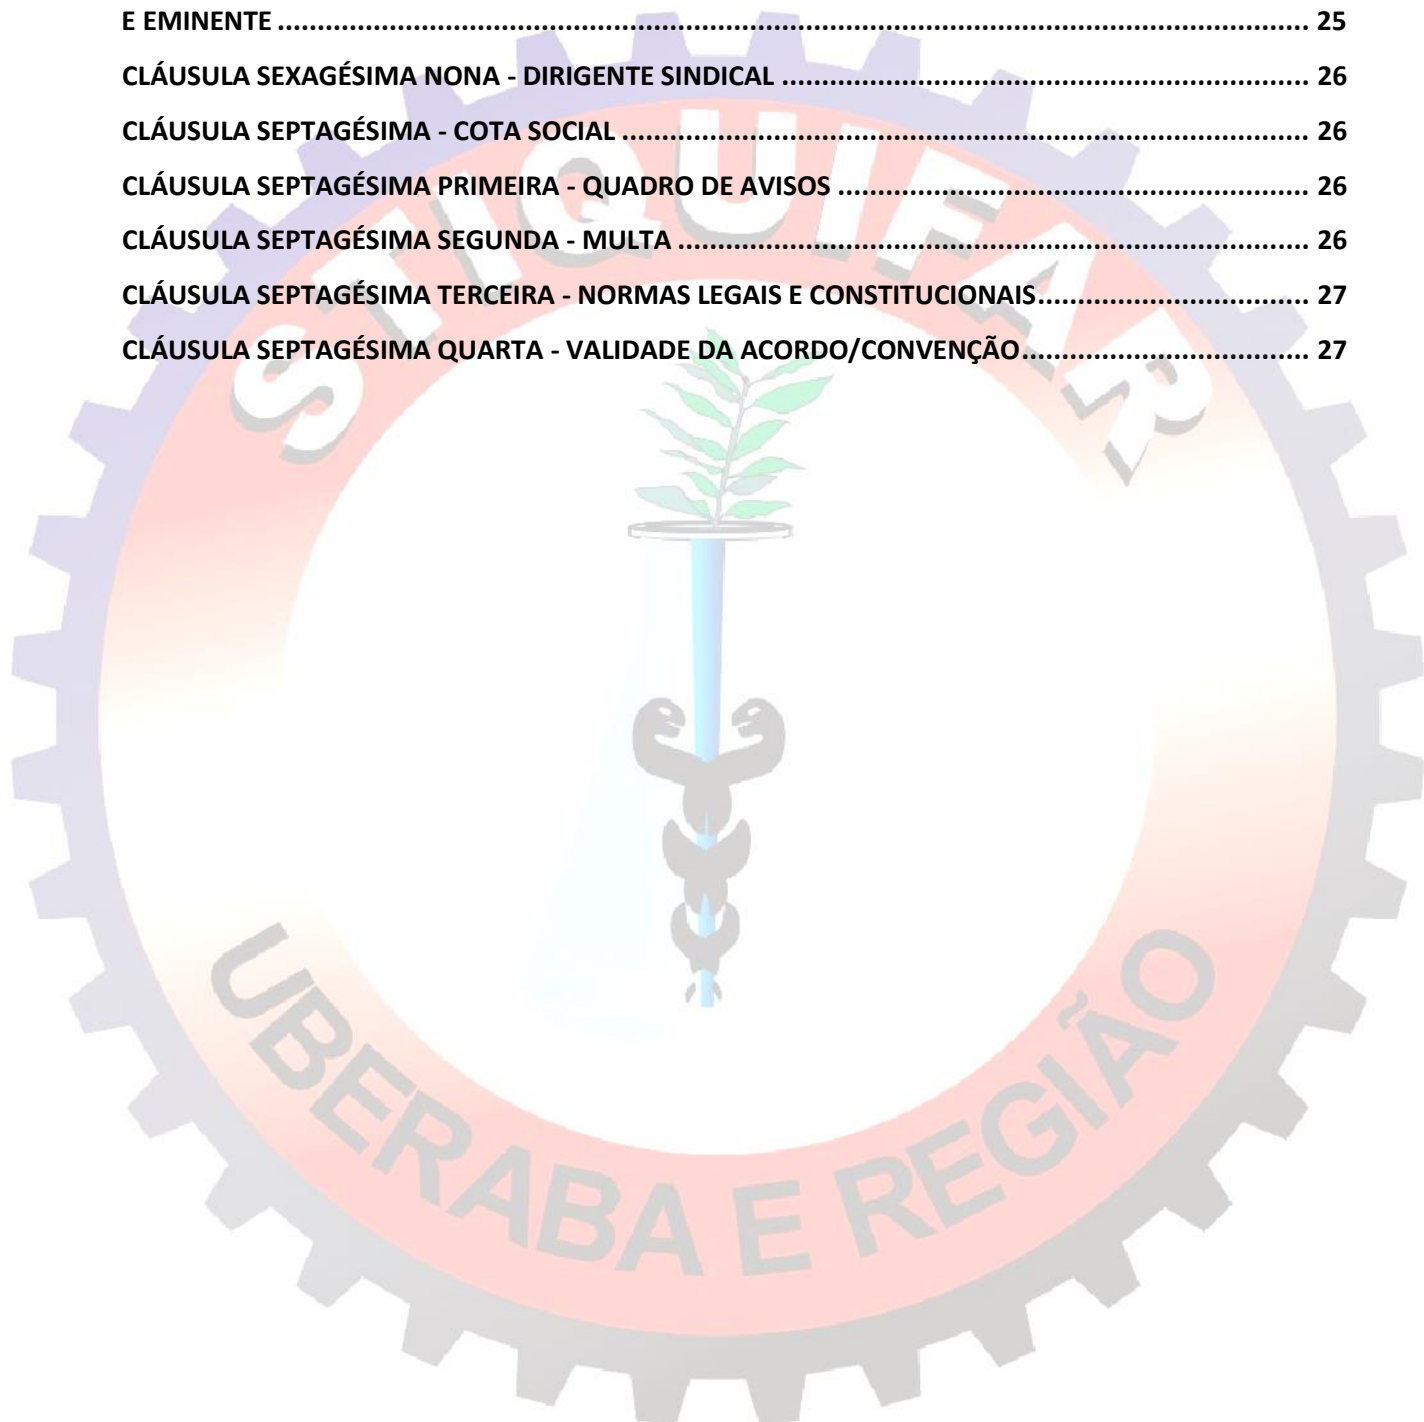 E EMINENTE ........................................................................................................................................ 25
CLÁUSULA SEXAGÉSIMA NONA - DIRIGENTE SINDICAL ..................................................................... 26
CLÁUSULA SEPTAGÉSIMA - COTA SOCIAL ......................................................................................... 26
CLÁUSULA SEPTAGÉSIMA PRIMEIRA - QUADRO DE AVISOS .............................................................. 26
CLÁUSULA SEPTAGÉSIMA SEGUNDA - MULTA .................................................................................. 26
CLÁUSULA SEPTAGÉSIMA TERCEIRA - NORMAS LEGAIS E CONSTITUCIONAIS................................... 27
CLÁUSULA SEPTAGÉSIMA QUARTA - VALIDADE DA ACORDO/CONVENÇÃO..................................... 27
STIQUIFAR
UBERABA E REGIÃO